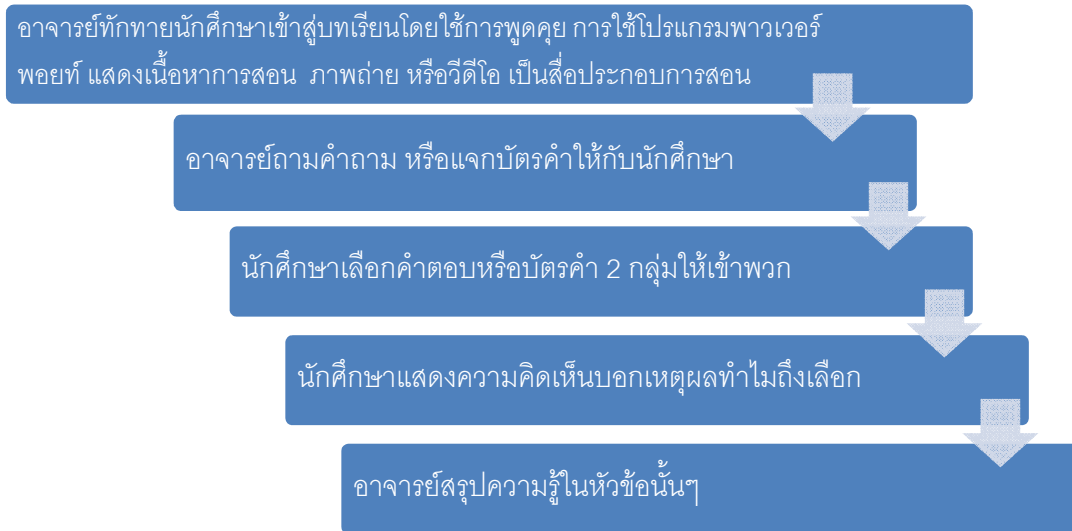 อาจารย์ทักทายนักศึกษาเข้าสู่บทเรียนโดยใช้การพูดคุย การใช้โปรแกรมพาวเวอร์
พอยท์ แสดงเนื้อหาการสอน ภาพถ่าย หรือวีดีโอ เป็นสื่อประกอบการสอน
อาจารย์ถามคำถาม หรือแจกบัตรคำให้กับนักศึกษา
นักศึกษาเลือกคำตอบหรือบัตรคำ 2 กลุ่มให้เข้าพวก
นักศึกษาแสดงความคิดเห็นบอกเหตุผลทำไมถึงเลือก
อาจารย์สรุปความรู้ในหัวข้อนั้นๆ